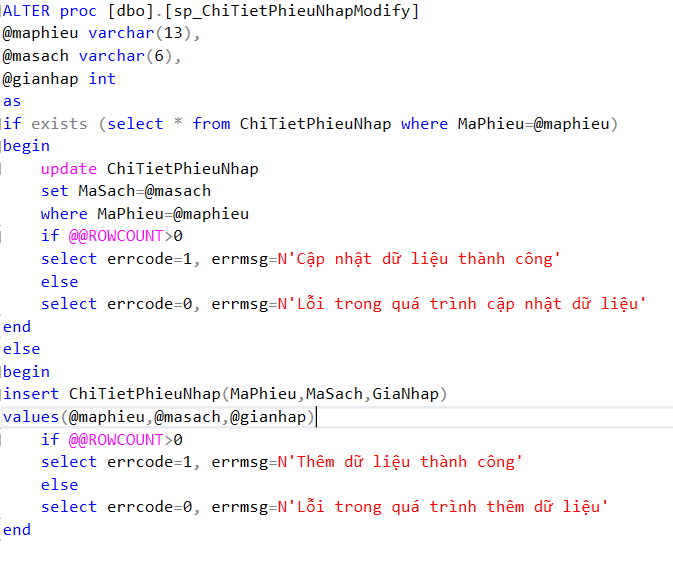 ALTER proc [dbo].[sp_ChiTietPhieuNhapModify]
@maphieu varchar(13),
@masach varchar(6),
@gianhap int
as
if exists (select * from ChiTietPhieuNhap where MaPhieu=@maphieu)
begin
    update ChiTietPhieuNhap
    set MaSach=@masach
    where MaPhieu=@maphieu
    if @@ROWCOUNT>0
    select errcode=1, errmsg=N'Cập nhật dữ liệu thành công'
    else
    select errcode=0, errmsg=N'Lỗi trong quá trình cập nhật dữ liệu'
end
else
begin
insert ChiTietPhieuNhap(MaPhieu,MaSach,GiaNhap)
values(@maphieu,@masach,@gianhap)
    if @@ROWCOUNT>0
    select errcode=1, errmsg=N'Thêm dữ liệu thành công'
    else
    select errcode=0, errmsg=N'Lỗi trong quá trình thêm dữ liệu'
end